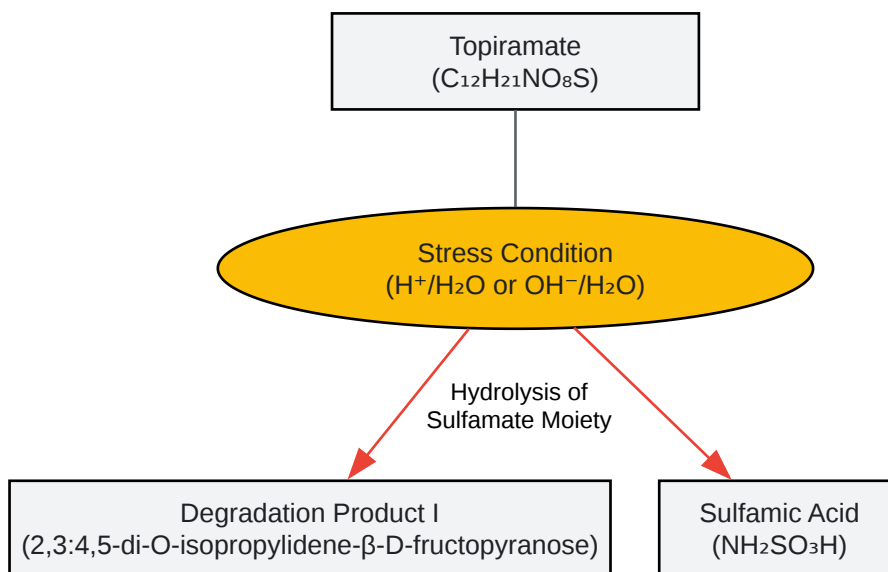 Topiramate
(C₁₂H₂₁NO₈S)
Stress Condition
(H⁺/H₂O or OH⁻/H₂O)
Hydrolysis of
Sulfamate Moiety
Degradation Product I
(2,3:4,5-di-O-isopropylidene-β-D-fructopyranose)
Sulfamic Acid
(NH₂SO₃H)